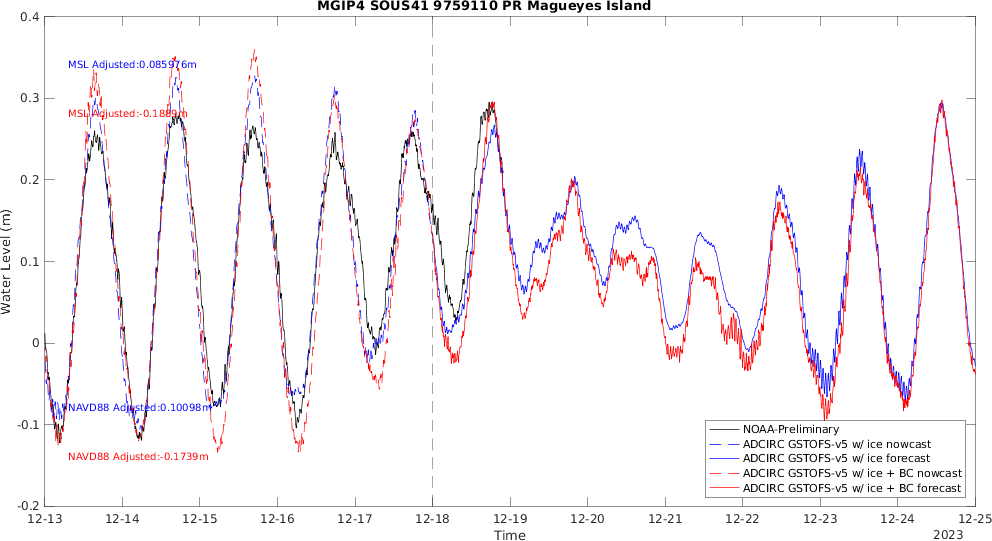 MGIP4 SOUS41 9759110 PR Magueyes Island
0.4
MSL Adjusted:0.085976m
0.3
MSL Adjusted:-0.1889m
0.2
Water Level (m)
0.1
0
NAVD88 Adjusted:0.10098m
-0.1
NAVD88 Adjusted:-0.1739m
-0.2
NOAA-Preliminary
ADCIRC GSTOFS-v5 w/ ice nowcast
ADCIRC GSTOFS-v5 w/ ice forecast
ADCIRC GSTOFS-v5 w/ ice + BC nowcast
ADCIRC GSTOFS-v5 w/ ice + BC forecast
12-13 12-14 12-15 12-16 12-17 12-18 12-19 12-20 12-21 12-22 12-23 12-24 12-25
Time
2023